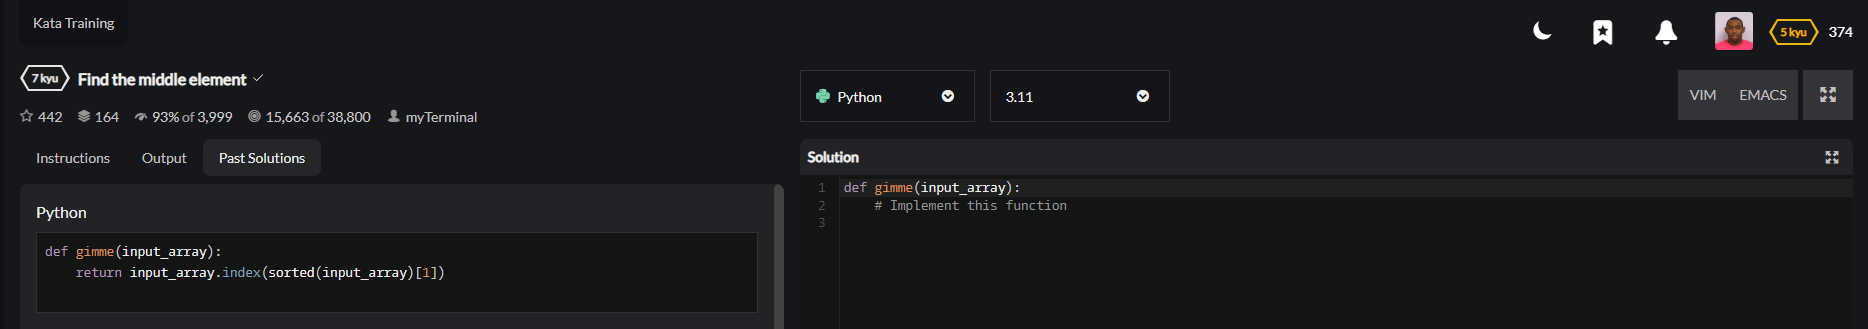 Kata Training
5 kyu 374
7 kyu Find the middle element
442 164 93% of 3,999 15,663 of 38,800 myTerminal
Instructions Output Past Solutions
Python
def gimme(input_array):
    return input_array.index(sorted(input_array)[1])
Python 3.11 VIM EMACS
Solution
1 def gimme(input_array):
2     # Implement this function
3